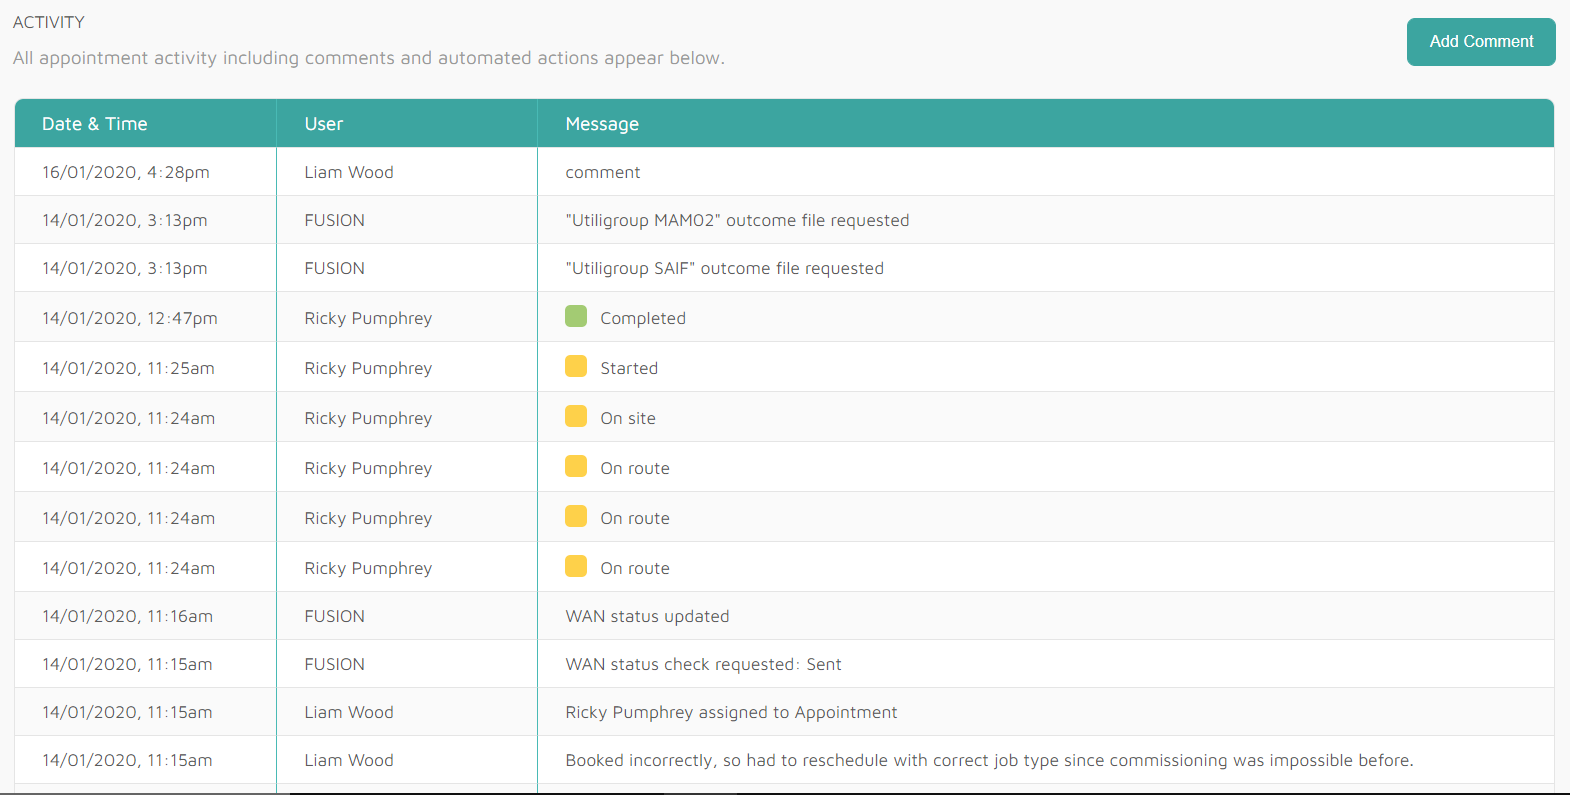 ACTIVITY
All appointment activity including comments and automated actions appear below.
Add Comment
Date & Time User Message
16/01/2020, 4:28pm Liam Wood comment
14/01/2020, 3:13pm FUSION "Utiligroup MAM02" outcome file requested
14/01/2020, 3:13pm FUSION "Utiligroup SAIF" outcome file requested
14/01/2020, 12:47pm Ricky Pumphrey Completed
14/01/2020, 11:25am Ricky Pumphrey Started
14/01/2020, 11:24am Ricky Pumphrey On site
14/01/2020, 11:24am Ricky Pumphrey On route
14/01/2020, 11:24am Ricky Pumphrey On route
14/01/2020, 11:24am Ricky Pumphrey On route
14/01/2020, 11:16am FUSION WAN status updated
14/01/2020, 11:15am FUSION WAN status check requested: Sent
14/01/2020, 11:15am Liam Wood Ricky Pumphrey assigned to Appointment
14/01/2020, 11:15am Liam Wood Booked incorrectly, so had to reschedule with correct job type since commissioning was impossible before.